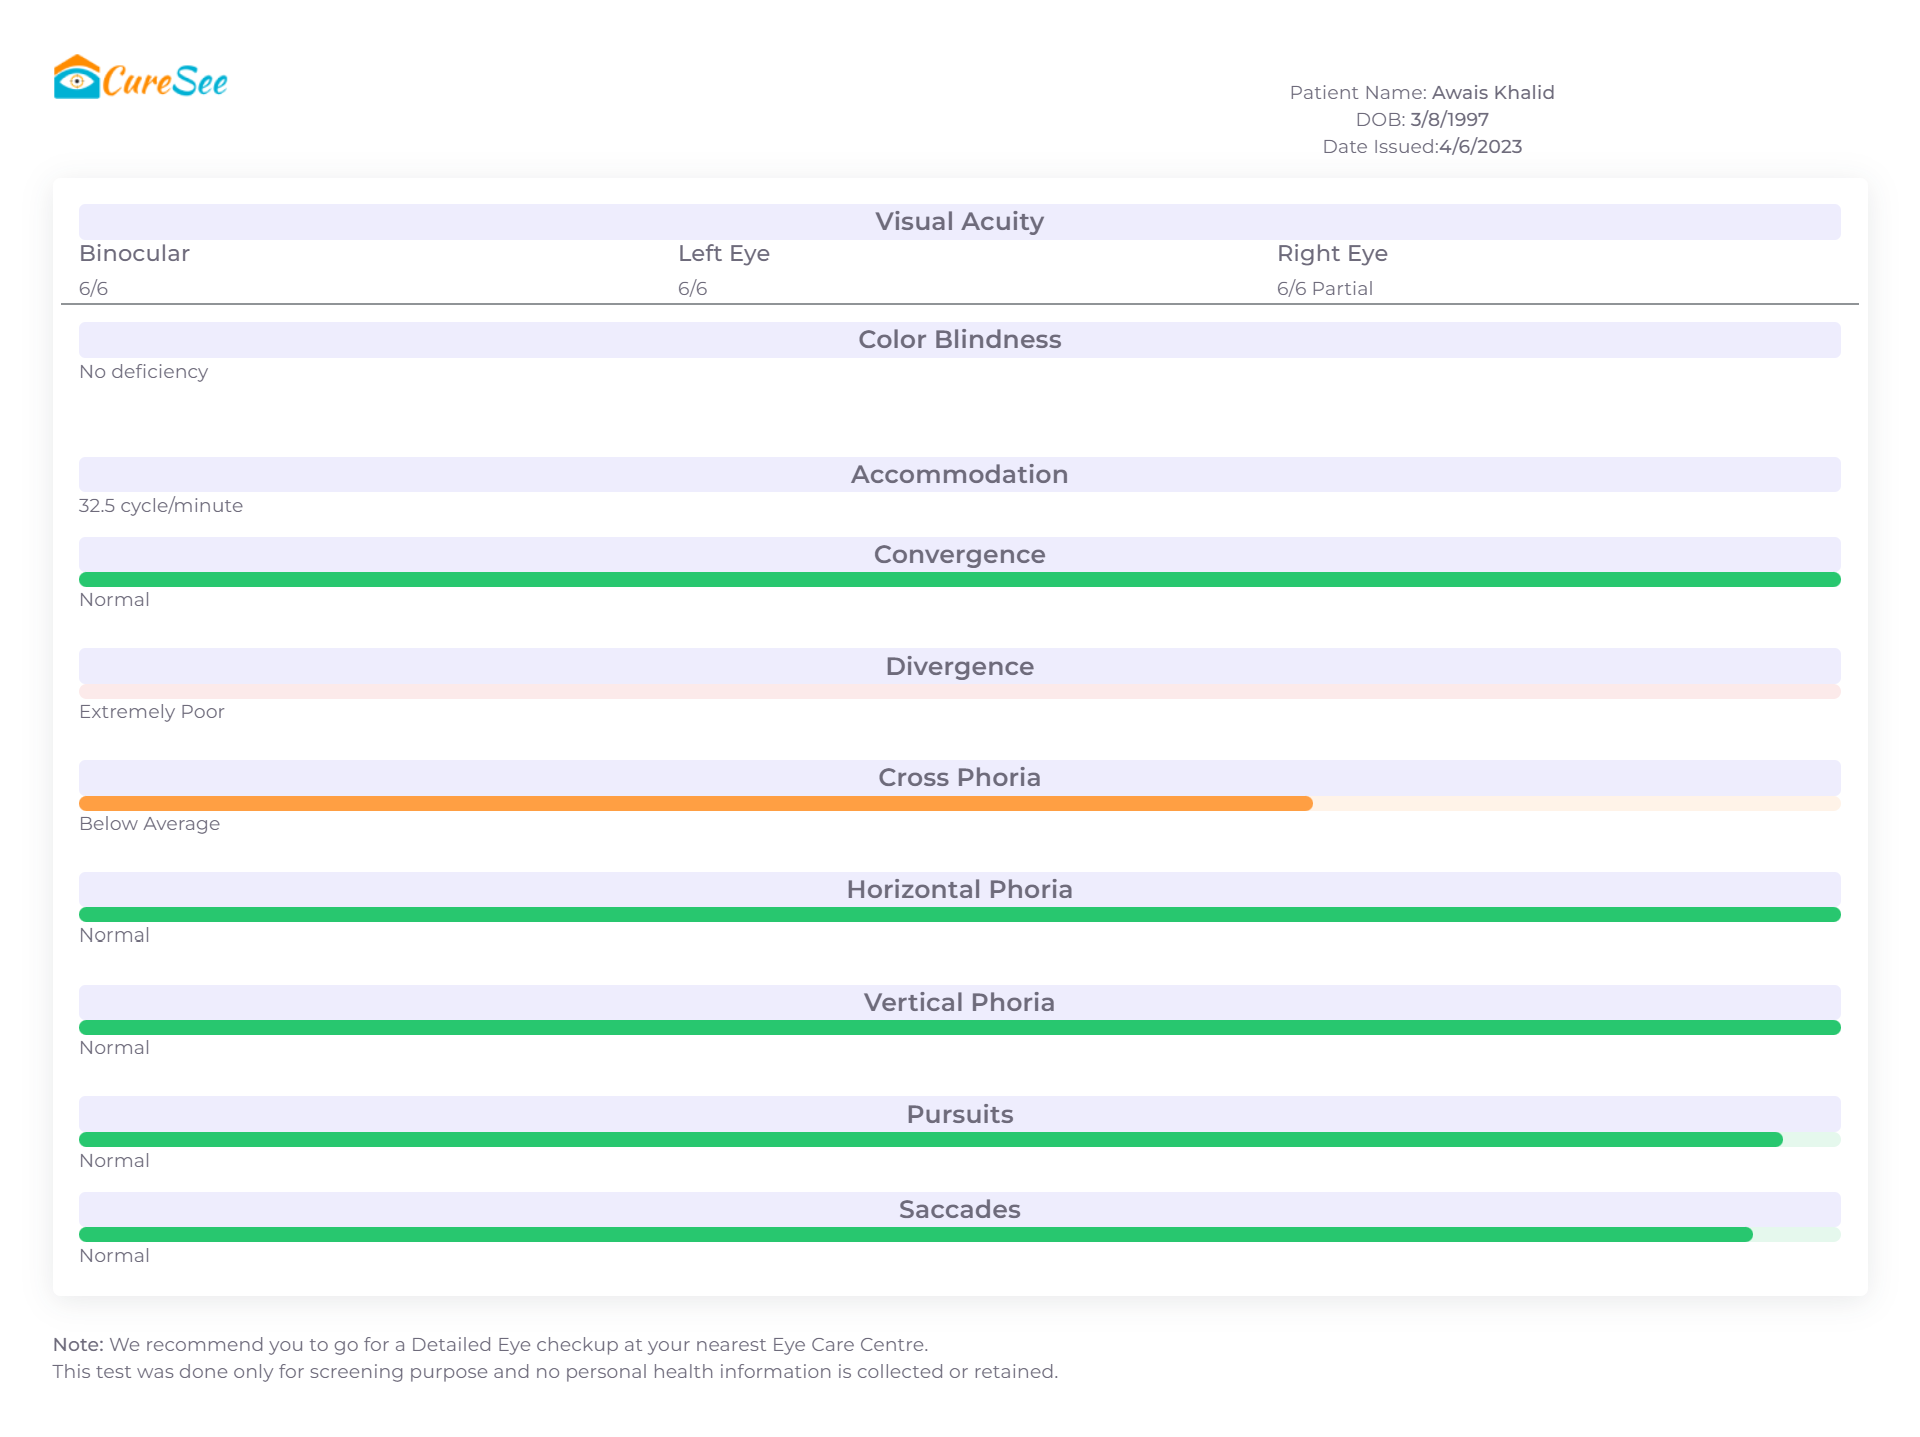 CureSee
Patient Name: Awais Khalid
DOB: 3/8/1997
Date Issued:4/6/2023
Visual Acuity
Binocular Left Eye Right Eye
6/6 6/6 6/6 Partial
Color Blindness
No deficiency
Accommodation
32.5 cycle/minute
Convergence
Normal
Divergence
Extremely Poor
Cross Phoria
Below Average
Horizontal Phoria
Normal
Vertical Phoria
Normal
Pursuits
Normal
Saccades
Normal
Note: We recommend you to go for a Detailed Eye checkup at your nearest Eye Care Centre.
This test was done only for screening purpose and no personal health information is collected or retained.